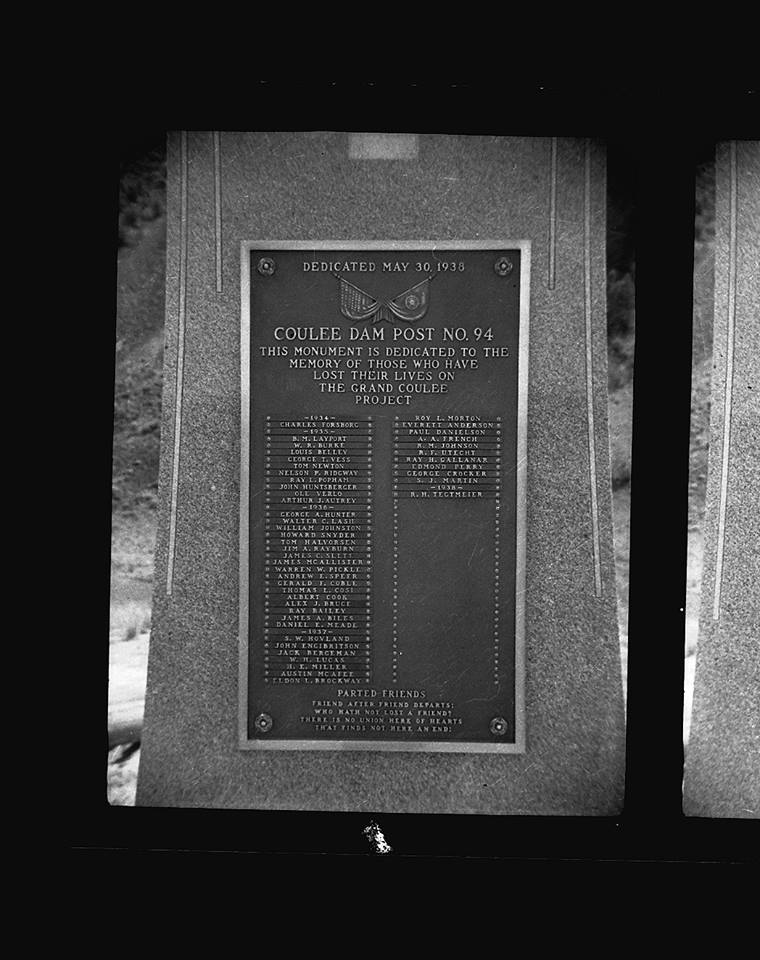 DEDICATED MAY 30, 1938
COULEE DAM POST NO. 94
THIS MONUMENT IS DEDICATED TO THE
MEMORY OF THOSE WHO HAVE
LOST THEIR LIVES ON
THE GRAND COULEE
PROJECT
—1934—
CHARLES FORSBORG
—1935—
B. M. LAYPORT
W. R. BURKE
LOUIS BELLEY
GEORGE T. VESS
TOM NEWTON
NELSON P. RIDGWAY
RAY L. POPHAM
JOHN HUNTSBERGER
OLE VERLO
ARTHUR J. AUTREY
—1936—
GEORGE A. HUNTER
WALTER C. LASH
WILLIAM JOHNSTON
HOWARD SNYDER
TOM HALVORSEN
JIM A. RAYBURN
JAMES C. SLETT
JAMES MCALLISTER
WARREN W. PICKLE
ANDREW E. SPEER
GERALD F. COBLE
THOMAS L. COSI
ALBERT COOK
ALEX J. BRUCE
RAY BAILEY
JAMES A. BILES
DANIEL E. MEADE
—1937—
S. W. HOVLAND
JOHN ENGIBRITSON
JACK BERGEMAN
W. H. LUCAS
H. E. MILLER
AUSTIN MCAFEE
ELDON L. BROCKWAY
ROY L. MORTON
EVERETT ANDERSON
PAUL DANIELSON
A. A. FRENCH
R. M. JOHNSON
R. F. UTECHT
RAY H. GALLANAR
EDMOND PERRY
GEORGE CROCKER
S. J. MARTIN
—1938—
R. H. TEGTMEIER
PARTED FRIENDS
FRIEND AFTER FRIEND DEPARTS;
WHO HATH NOT LOST A FRIEND?
THERE IS NO UNION HERE OF HEARTS
THAT FINDS NOT HERE AN END;